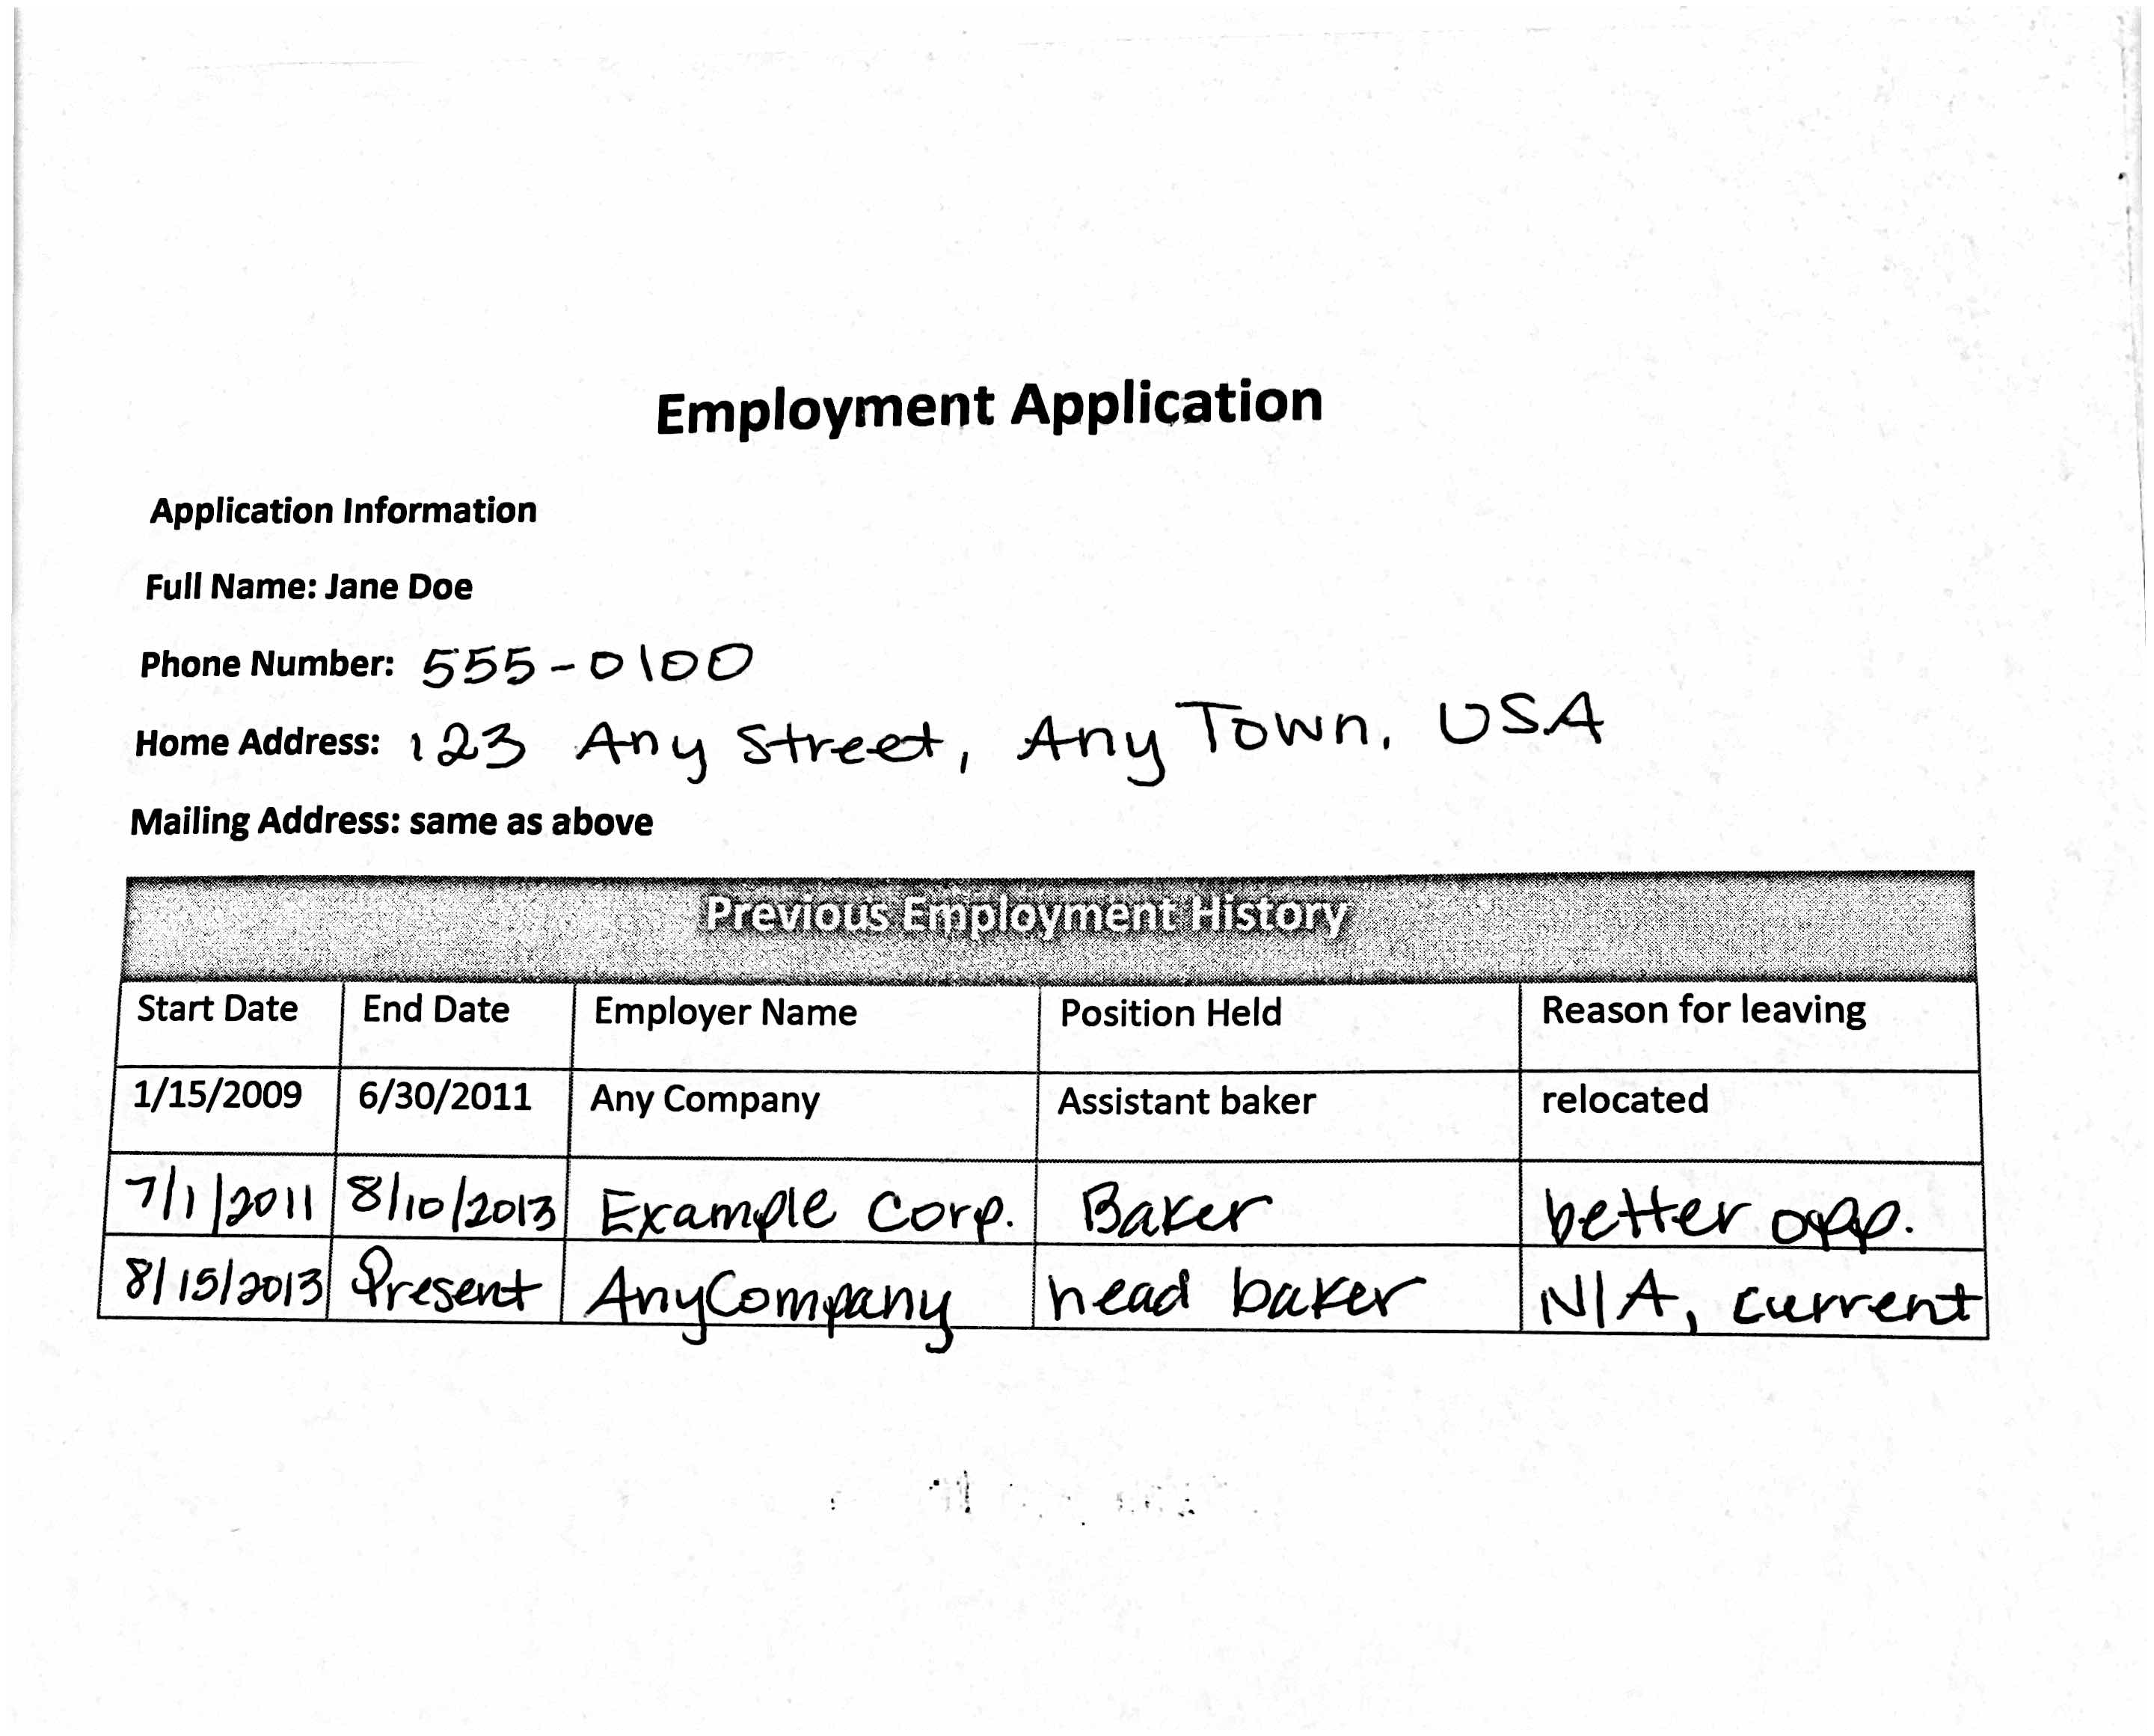 Employment Application
Application Information
Full Name: Jane Doe
Phone Number: 555-0100
Home Address: 123 Any Street, Any Town, USA
Mailing Address: same as above
Previous Employment History
Start Date End Date Employer Name Position Held Reason for leaving
1/15/2009 6/30/2011 Any Company Assistant baker relocated
7/1/2011 8/10/2013 Example Corp. Baker better opp.
8/15/2013 Present AnyCompany head baker N/A, current